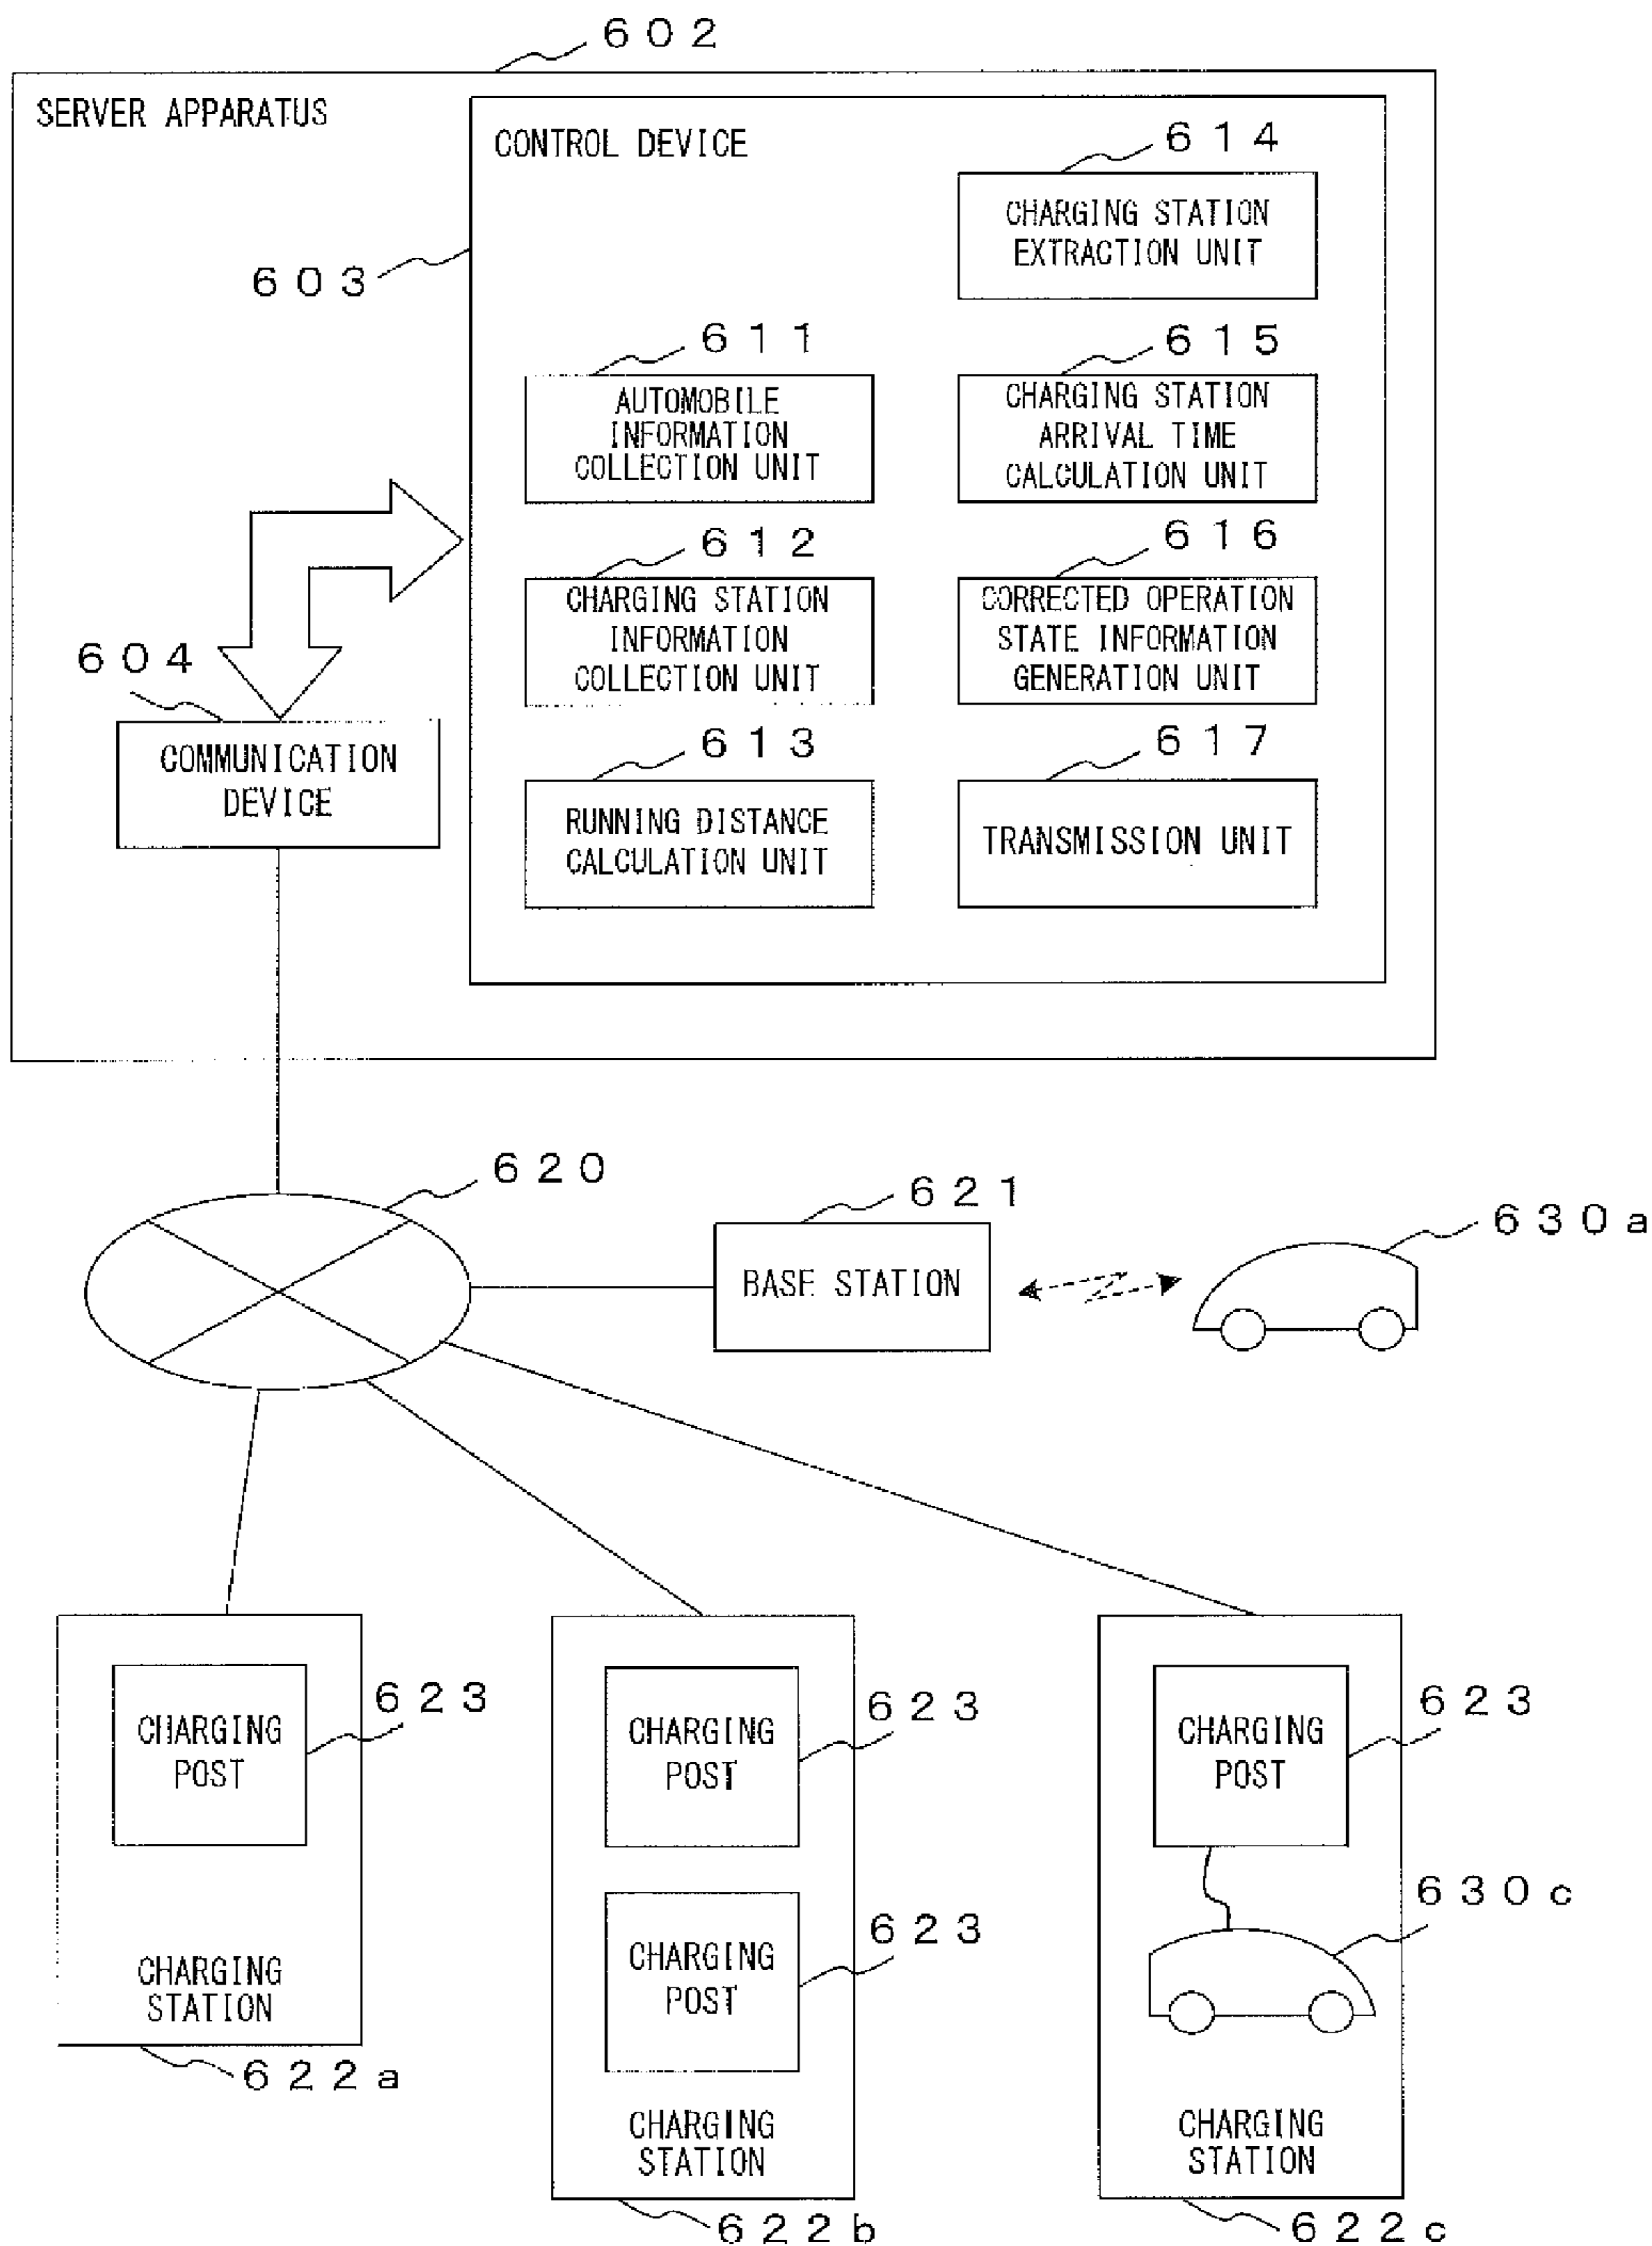 602
SERVER APPARATUS
CONTROL DEVICE
603
614
CHARGING STATION
EXTRACTION UNIT
611
AUTOMOBILE
INFORMATION
COLLECTION UNIT
615
CHARGING STATION
ARRIVAL TIME
CALCULATION UNIT
612
CHARGING STATION
INFORMATION
COLLECTION UNIT
616
CORRECTED OPERATION
STATE INFORMATION
GENERATION UNIT
604
COMMUNICATION
DEVICE
613
RUNNING DISTANCE
CALCULATION UNIT
617
TRANSMISSION UNIT
620
621
BASE STATION
630a
CHARGING
POST
623
CHARGING
STATION
622a
CHARGING
POST
623
CHARGING
POST
623
CHARGING
STATION
622b
CHARGING
POST
623
630c
CHARGING
STATION
622c